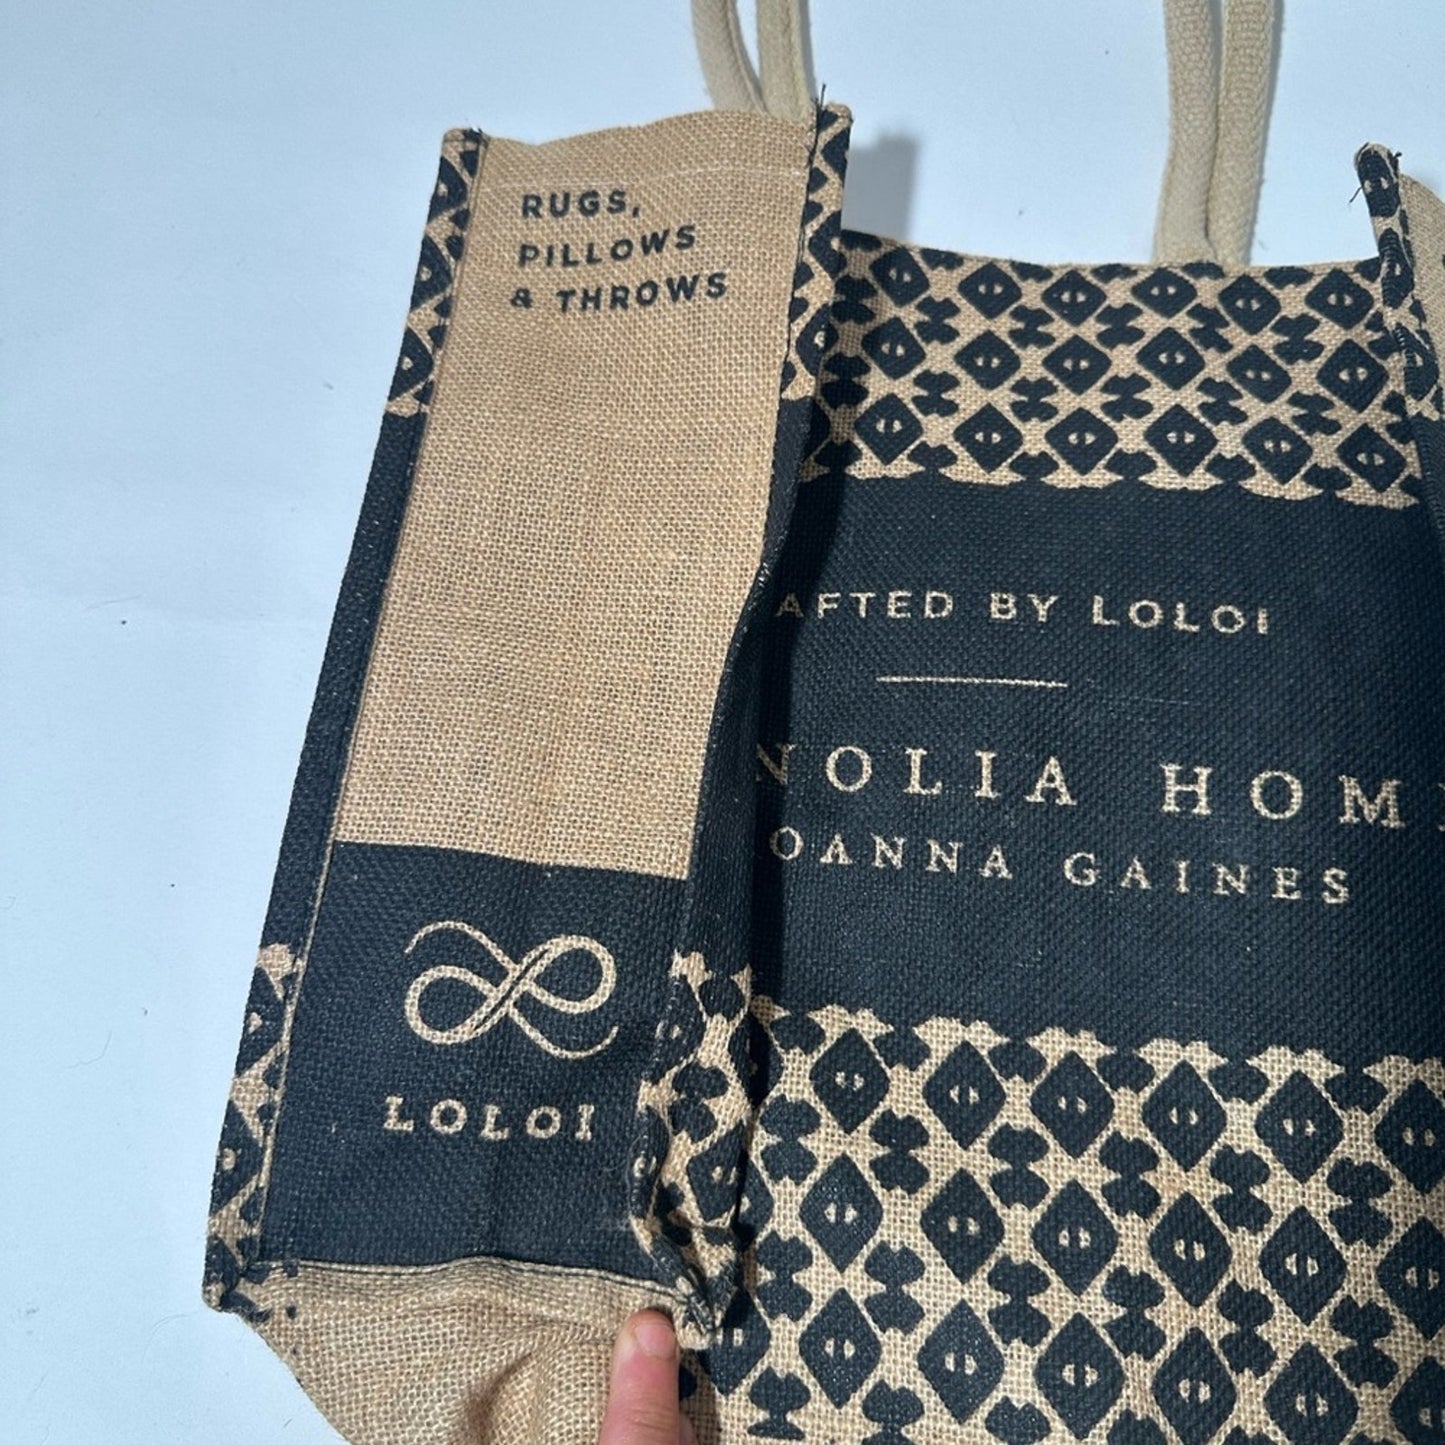 RUGS,
PILLOWS
& THROWS
AFTED BY LOLOI
NOLIA HOM
OANNA GAINES
LOLOI